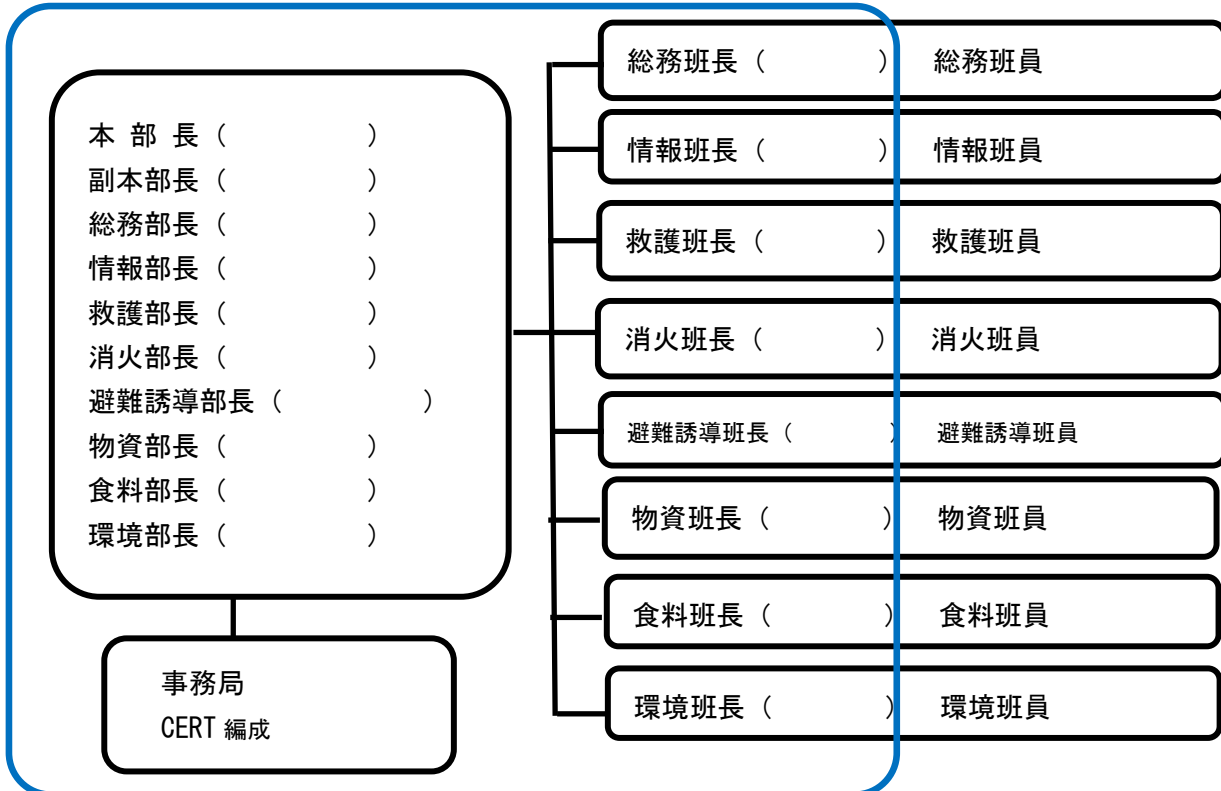 本 部 長 (　　　　)
副本部長 (　　　　)
総務部長 (　　　　)
情報部長 (　　　　)
救護部長 (　　　　)
消火部長 (　　　　)
避難誘導部長 (　　　　)
物資部長 (　　　　)
食料部長 (　　　　)
環境部長 (　　　　)
事務局
CERT 編成
総務班長 (　　　　) 総務班員
情報班長 (　　　　) 情報班員
救護班長 (　　　　) 救護班員
消火班長 (　　　　) 消火班員
避難誘導班長 (　　　　) 避難誘導班員
物資班長 (　　　　) 物資班員
食料班長 (　　　　) 食料班員
環境班長 (　　　　) 環境班員